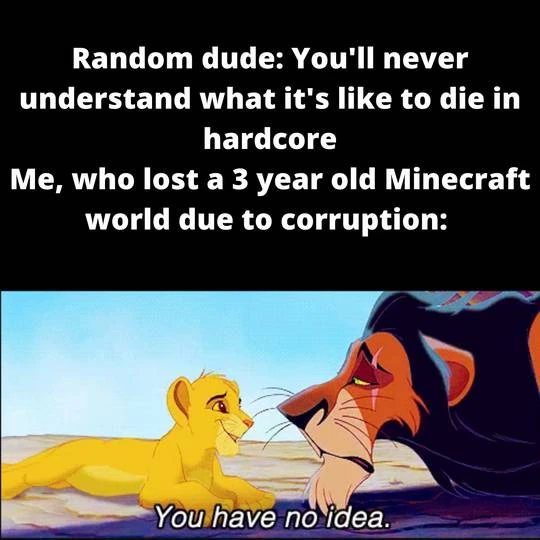 Random dude: You'll never
understand what it's like to die in
hardcore
Me, who lost a 3 year old Minecraft
world due to corruption:
You have no idea.